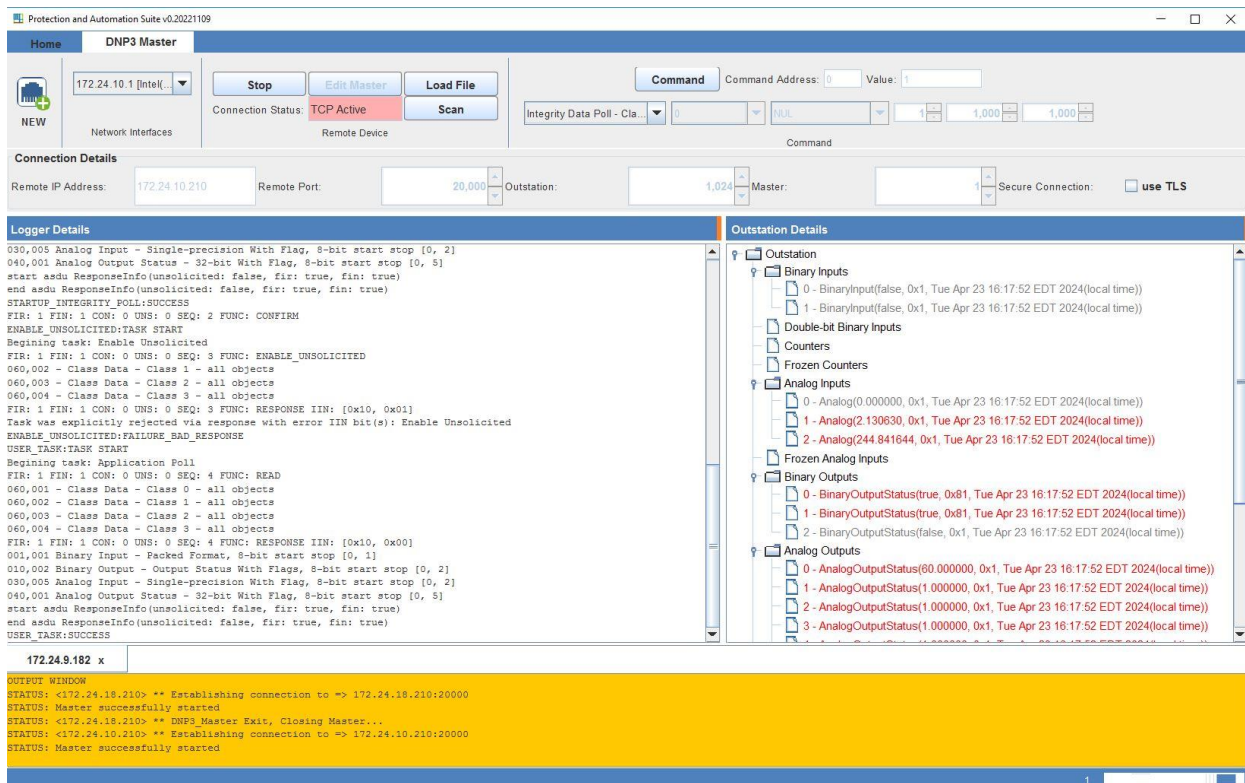 Protection and Automation Suite v0.20221109
Home DNP3 Master
NEW
172.24.10.1 [Intel(...
Network Interfaces
Stop Edit Master Load File
Connection Status: TCP Active Scan
Remote Device
Command Command Address: 0 Value: 1
Integrity Data Poll - Cla... 0 NUL 1 1,000 1,000
Command
Connection Details
Remote IP Address: 172.24.10.210 Remote Port: 20,000 Outstation: 1,024 Master: 1 Secure Connection: use TLS
Logger Details
030,005 Analog Input - Single-precision With Flag, 8-bit start stop [0, 2]
040,001 Analog Output Status - 32-bit With Flag, 8-bit start stop [0, 5]
start asdu ResponseInfo(unsolicited: false, fir: true, fin: true)
end asdu ResponseInfo(unsolicited: false, fir: true, fin: true)
STARTUP_INTEGRITY_POLL:SUCCESS
FIR: 1 FIN: 1 CON: 0 UNS: 0 SEQ: 2 FUNC: CONFIRM
ENABLE_UNSOLICITED:TASK START
Begining task: Enable Unsolicited
FIR: 1 FIN: 1 CON: 0 UNS: 0 SEQ: 3 FUNC: ENABLE_UNSOLICITED
060,002 - Class Data - Class 1 - all objects
060,003 - Class Data - Class 2 - all objects
060,004 - Class Data - Class 3 - all objects
FIR: 1 FIN: 1 CON: 0 UNS: 0 SEQ: 3 FUNC: RESPONSE IIN: [0x10, 0x01]
Task was explicitly rejected via response with error IIN bit(s): Enable Unsolicited
ENABLE_UNSOLICITED:FAILURE_BAD_RESPONSE
USER_TASK:TASK START
Begining task: Application Poll
FIR: 1 FIN: 1 CON: 0 UNS: 0 SEQ: 4 FUNC: READ
060,001 - Class Data - Class 0 - all objects
060,002 - Class Data - Class 1 - all objects
060,003 - Class Data - Class 2 - all objects
060,004 - Class Data - Class 3 - all objects
FIR: 1 FIN: 1 CON: 0 UNS: 0 SEQ: 4 FUNC: RESPONSE IIN: [0x10, 0x00]
001,001 Binary Input - Packed Format, 8-bit start stop [0, 1]
010,002 Binary Output - Output Status With Flags, 8-bit start stop [0, 2]
030,005 Analog Input - Single-precision With Flag, 8-bit start stop [0, 2]
040,001 Analog Output Status - 32-bit With Flag, 8-bit start stop [0, 5]
start asdu ResponseInfo(unsolicited: false, fir: true, fin: true)
end asdu ResponseInfo(unsolicited: false, fir: true, fin: true)
USER_TASK:SUCCESS
Outstation Details
Outstation
Binary Inputs
0 - BinaryInput(false, 0x1, Tue Apr 23 16:17:52 EDT 2024(local time))
1 - BinaryInput(false, 0x1, Tue Apr 23 16:17:52 EDT 2024(local time))
Double-bit Binary Inputs
Counters
Frozen Counters
Analog Inputs
0 - Analog(0.000000, 0x1, Tue Apr 23 16:17:52 EDT 2024(local time))
1 - Analog(2.130630, 0x1, Tue Apr 23 16:17:52 EDT 2024(local time))
2 - Analog(244.841644, 0x1, Tue Apr 23 16:17:52 EDT 2024(local time))
Frozen Analog Inputs
Binary Outputs
0 - BinaryOutputStatus(true, 0x81, Tue Apr 23 16:17:52 EDT 2024(local time))
1 - BinaryOutputStatus(true, 0x81, Tue Apr 23 16:17:52 EDT 2024(local time))
2 - BinaryOutputStatus(false, 0x1, Tue Apr 23 16:17:52 EDT 2024(local time))
Analog Outputs
0 - AnalogOutputStatus(60.000000, 0x1, Tue Apr 23 16:17:52 EDT 2024(local time))
1 - AnalogOutputStatus(1.000000, 0x1, Tue Apr 23 16:17:52 EDT 2024(local time))
2 - AnalogOutputStatus(1.000000, 0x1, Tue Apr 23 16:17:52 EDT 2024(local time))
3 - AnalogOutputStatus(1.000000, 0x1, Tue Apr 23 16:17:52 EDT 2024(local time))
172.24.9.182 x
OUTPUT WINDOW
STATUS: <172.24.18.210> ** Establishing connection to => 172.24.18.210:20000
STATUS: Master successfully started
STATUS: <172.24.18.210> ** DNP3_Master Exit, Closing Master...
STATUS: <172.24.10.210> ** Establishing connection to => 172.24.10.210:20000
STATUS: Master successfully started
1